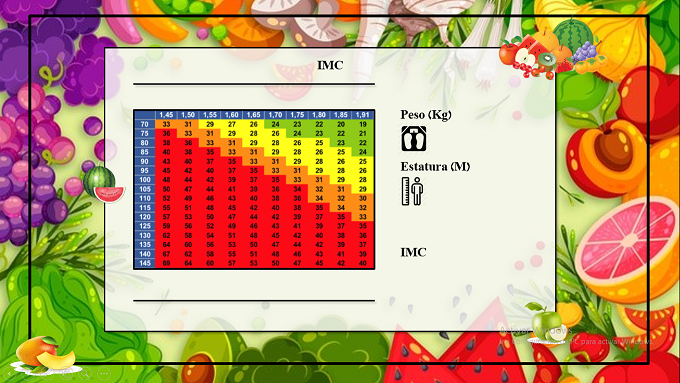 IMC
1,45 1,50 1,55 1,60 1,65 1,70 1,75 1,80 1,85 1,91
70 33 31 29 27 26 24 23 22 20 19
75 36 33 31 29 28 26 24 23 22 21
80 38 36 33 31 29 28 26 25 23 22
85 40 38 35 33 31 29 28 26 25 24
90 43 40 37 35 33 31 29 28 26 25
95 45 42 40 37 35 33 31 29 28 26
100 48 44 42 39 37 35 33 31 29 28
105 50 47 44 41 39 36 34 32 31 29
110 52 49 46 43 40 38 36 34 32 30
115 55 51 48 45 42 40 38 35 34 32
120 57 53 50 47 44 42 39 37 35 33
125 59 56 52 49 46 43 41 39 37 35
130 62 58 54 51 48 45 42 40 38 36
135 64 60 56 53 50 47 44 42 39 37
140 67 62 58 55 51 48 46 43 41 39
145 68 64 60 57 53 50 47 45 42 40
Peso (Kg)
Estatura (M)
IMC
Activar Windows
para activar Windows